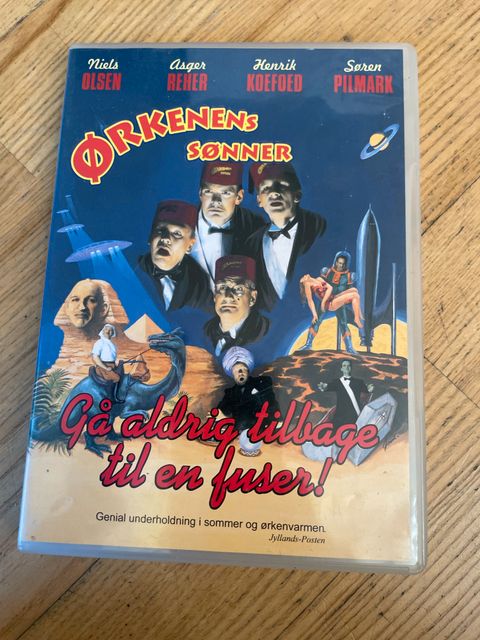 Niels Asger Henrik Søren
OLSEN REHER KOEFOED PILMARK
ØRKENENS
SØNNER
Gå aldrig tilbage
til en fuser!
Genial underholdning i sommer og ørkenvarmen.
Jyllands-Posten